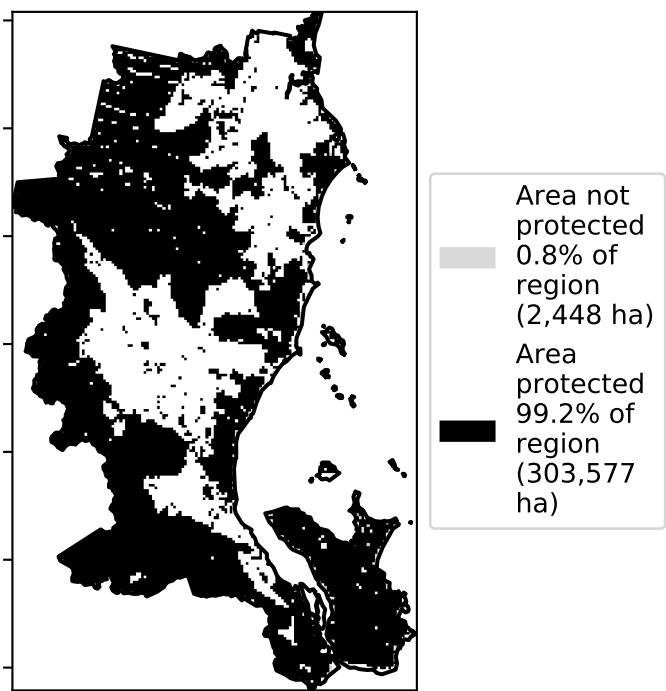 Area not
protected
0.8% of
region
(2,448 ha)
Area
protected
99.2% of
region
(303,577
ha)